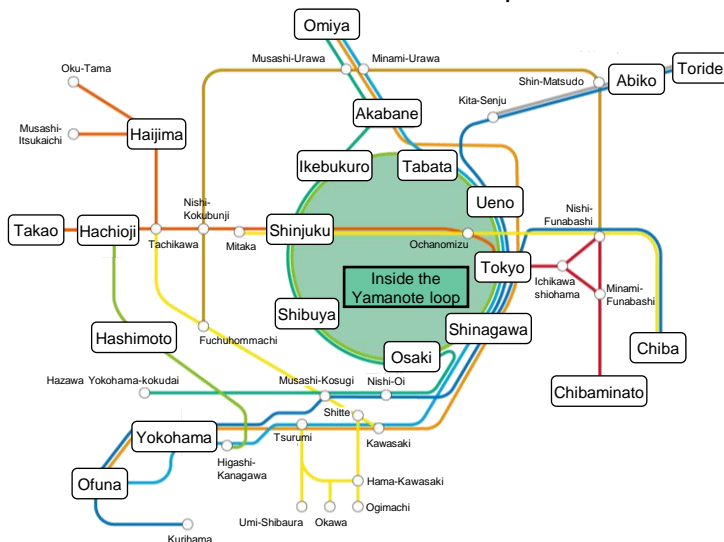 Omiya
Musashi-Urawa
Minami-Urawa
Oku-Tama
Shin-Matsudo
Abiko
Toride
Kita-Senju
Akabane
Musashi-
Itsukaichi
Haijima
Ikebukuro
Tabata
Ueno
Nishi-
Kokubunji
Nishi-
Funabashi
Takao
Hachioji
Tachikawa
Mitaka
Shinjuku
Ochanomizu
Tokyo
Ichikawa
shiohama
Inside the
Yamanote loop
Minami-
Funabashi
Shibuya
Shinagawa
Fuchuhommachi
Hashimoto
Osaki
Chiba
Hazawa Yokohama-kokudai
Musashi-Kosugi
Nishi-Oi
Chibaminato
Shitte
Yokohama
Tsurumi
Kawasaki
Higashi-
Kanagawa
Ofuna
Hama-Kawasaki
Umi-Shibaura
Okawa
Ogimachi
Kurihama